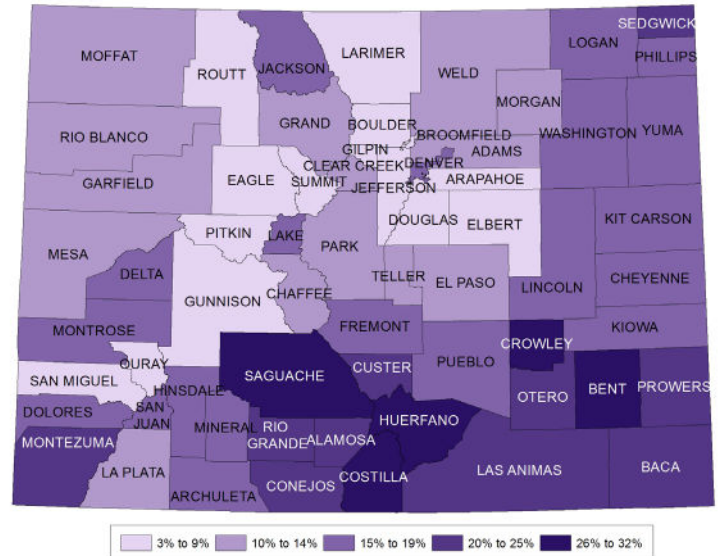 SEDGWICK
LARIMER
LOGAN
MOFFAT
PHILLIPS
JACKSON
ROUTT
WELD
MORGAN
GRAND
BOULDER
RIO BLANCO
BROOMFIELD
WASHINGTON
YUMA
GILPIN
ADAMS
CLEAR CREEK
DENVER
GARFIELD
EAGLE
SUMMIT
ARAPAHOE
JEFFERSON
DOUGLAS
ELBERT
KIT CARSON
PITKIN
LAKE
MESA
PARK
DELTA
TELLER
CHEYENNE
EL PASO
LINCOLN
GUNNISON
CHAFFEE
MONTROSE
FREMONT
KIOWA
CROWLEY
OURAY
PUEBLO
CUSTER
SAGUACHE
SAN MIGUEL
HINSDALE
BENT
PROWERS
OTERO
DOLORES
SAN
JUAN
HUERFANO
MINERAL
RIO
GRANDE
ALAMOSA
MONTEZUMA
LA PLATA
COSTILLA
LAS ANIMAS
BACA
CONEJOS
ARCHULETA
3% to 9%
10% to 14%
15% to 19%
20% to 25%
26% to 32%